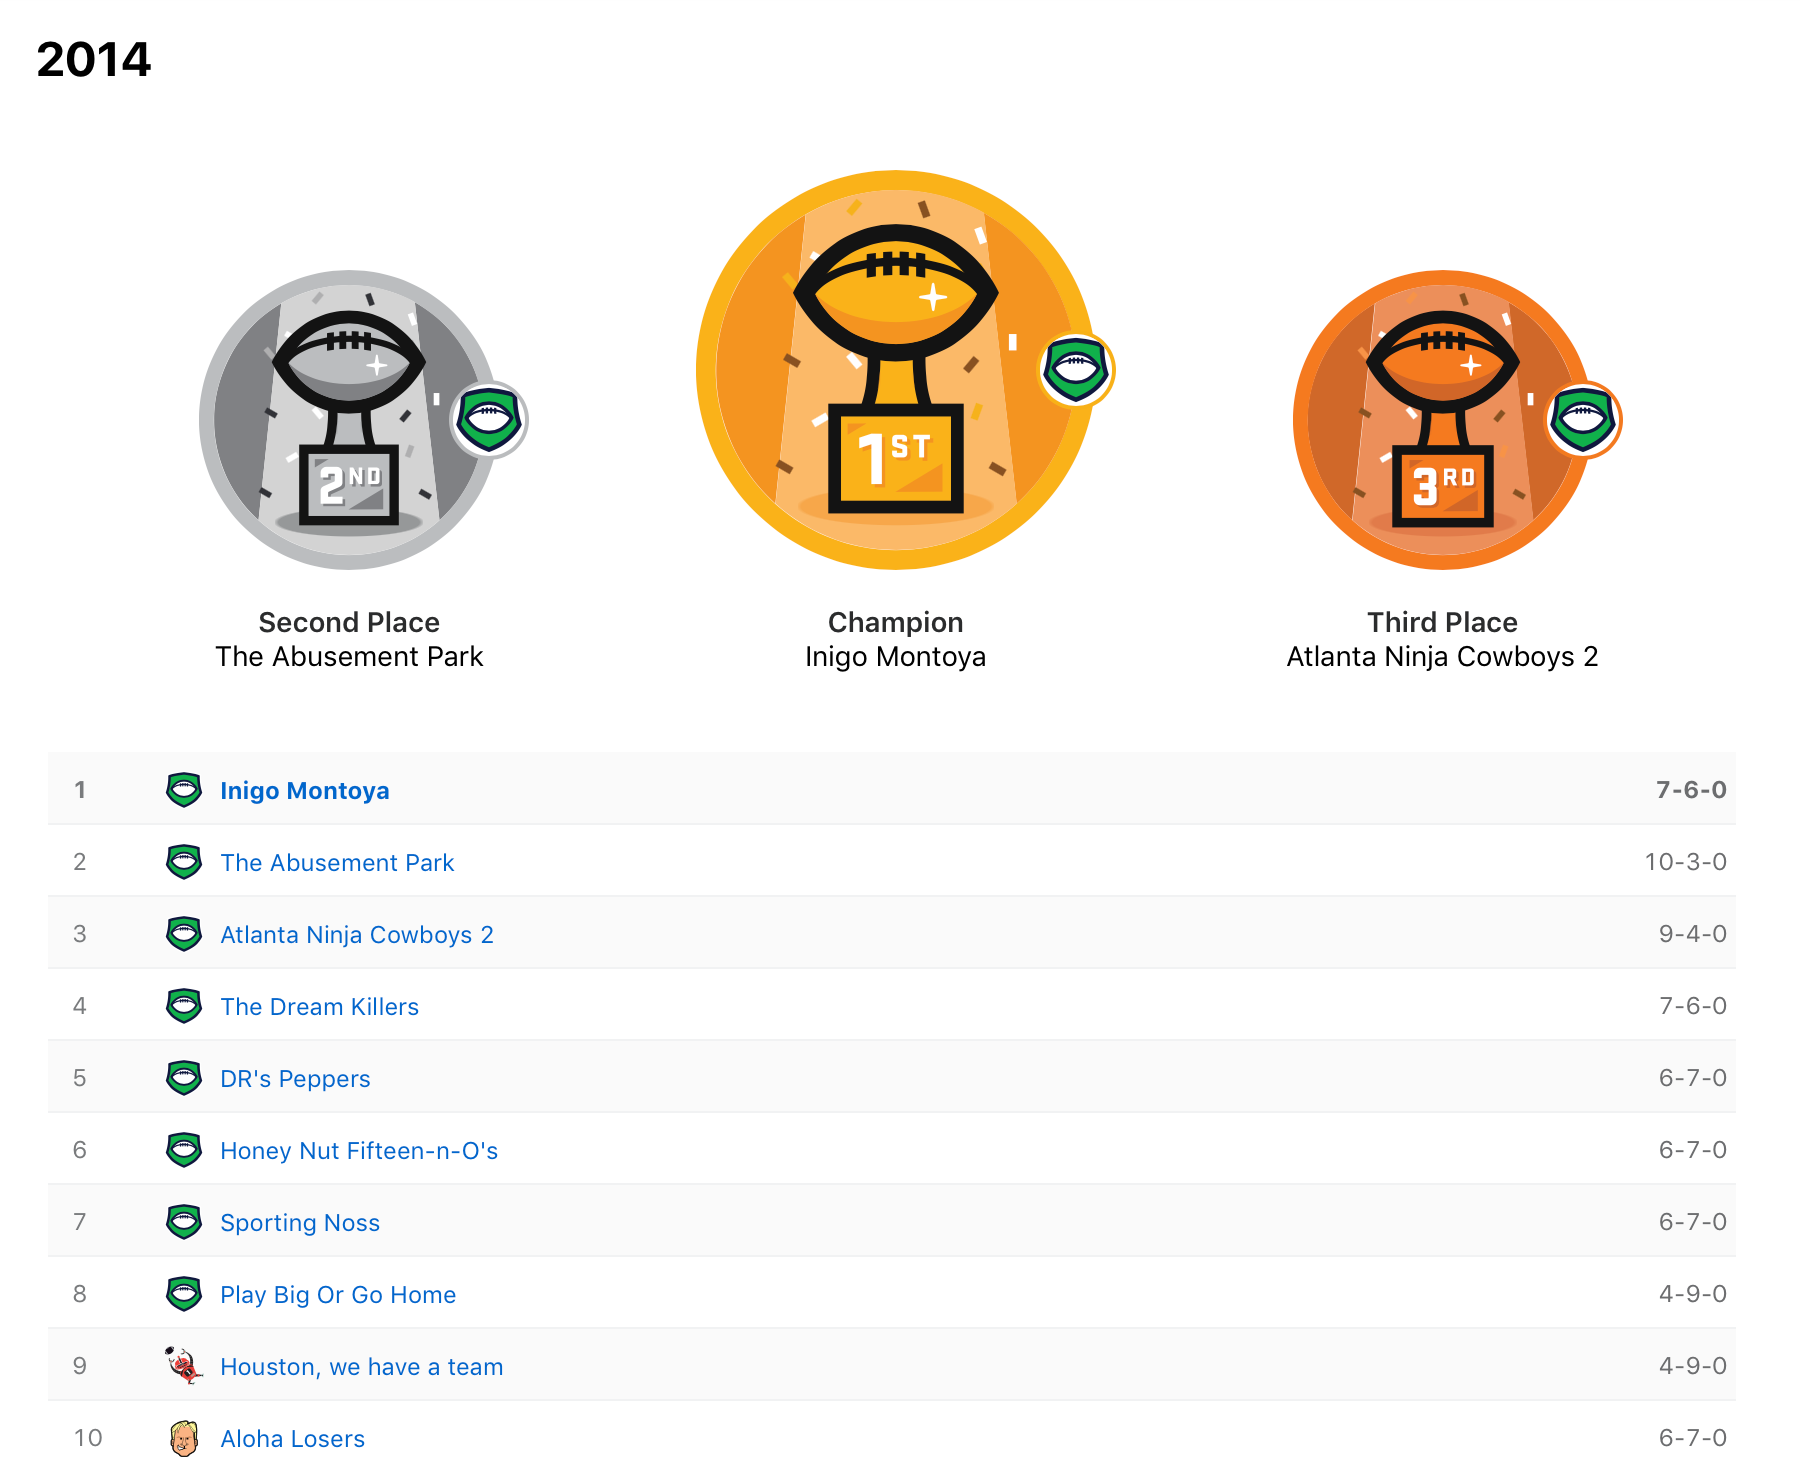 2014
2ND
1ST
3RD
Second Place
The Abusement Park
Champion
Inigo Montoya
Third Place
Atlanta Ninja Cowboys 2
1 Inigo Montoya 7-6-0
2 The Abusement Park 10-3-0
3 Atlanta Ninja Cowboys 2 9-4-0
4 The Dream Killers 7-6-0
5 DR's Peppers 6-7-0
6 Honey Nut Fifteen-n-O's 6-7-0
7 Sporting Noss 6-7-0
8 Play Big Or Go Home 4-9-0
9 Houston, we have a team 4-9-0
10 Aloha Losers 6-7-0